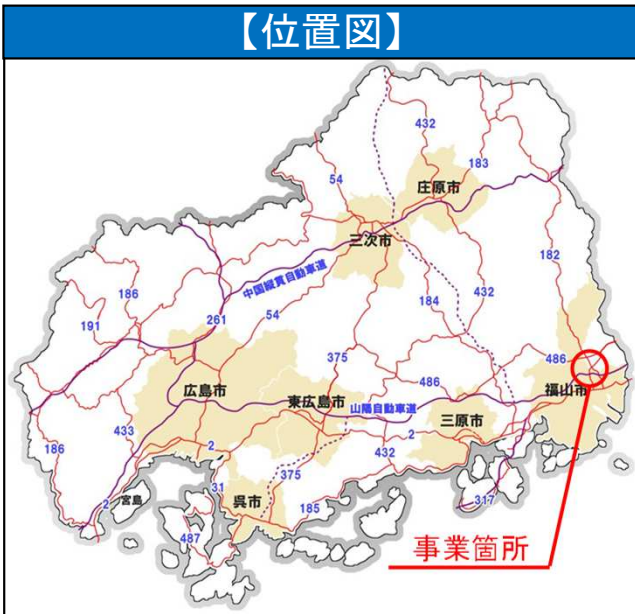 【位置図】
432
183
54
庄原市
三次市
182
中国縦貫自動車道
186
261
54
184
432
191
375
486
486
広島市
東広島市
山陽自動車道
福山市
三原市
186
433
2
2
432
375
宮島
2
31
呉市
185
317
487
事業箇所